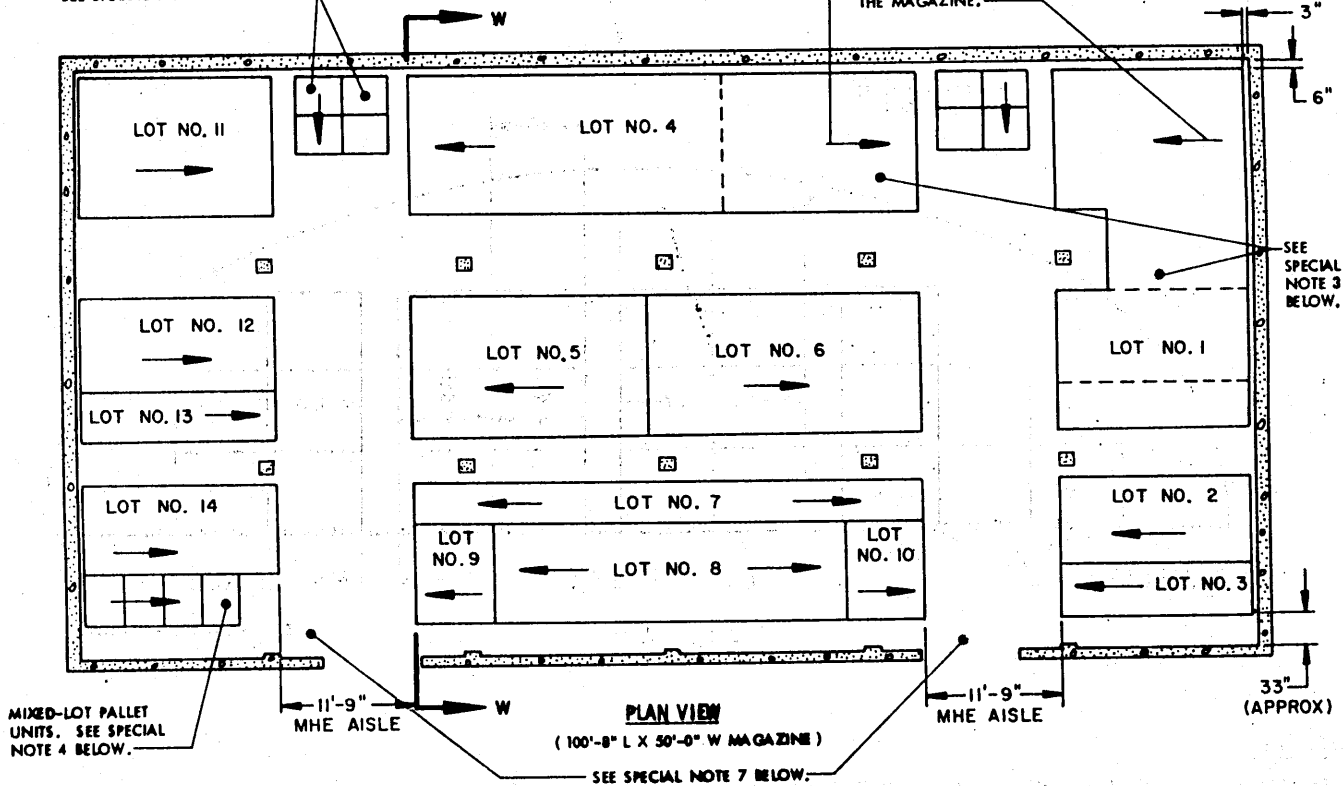 W
THE MAGAZINE.
3"
6"
LOT NO. 11
LOT NO. 4
SEE
SPECIAL
NOTE 3
BELOW.
LOT NO. 12
LOT NO. 5
LOT NO. 6
LOT NO. 1
LOT NO. 13
LOT NO. 14
LOT NO. 7
LOT NO. 2
LOT
NO. 9
LOT NO. 8
LOT
NO. 10
LOT NO. 3
MIXED-LOT PALLET
UNITS. SEE SPECIAL
NOTE 4 BELOW.
11'-9"
MHE AISLE
W
PLAN VIEW
(100'-8" L X 50'-0" W MAGAZINE)
11'-9"
MHE AISLE
33"
(APPROX)
SEE SPECIAL NOTE 7 BELOW.